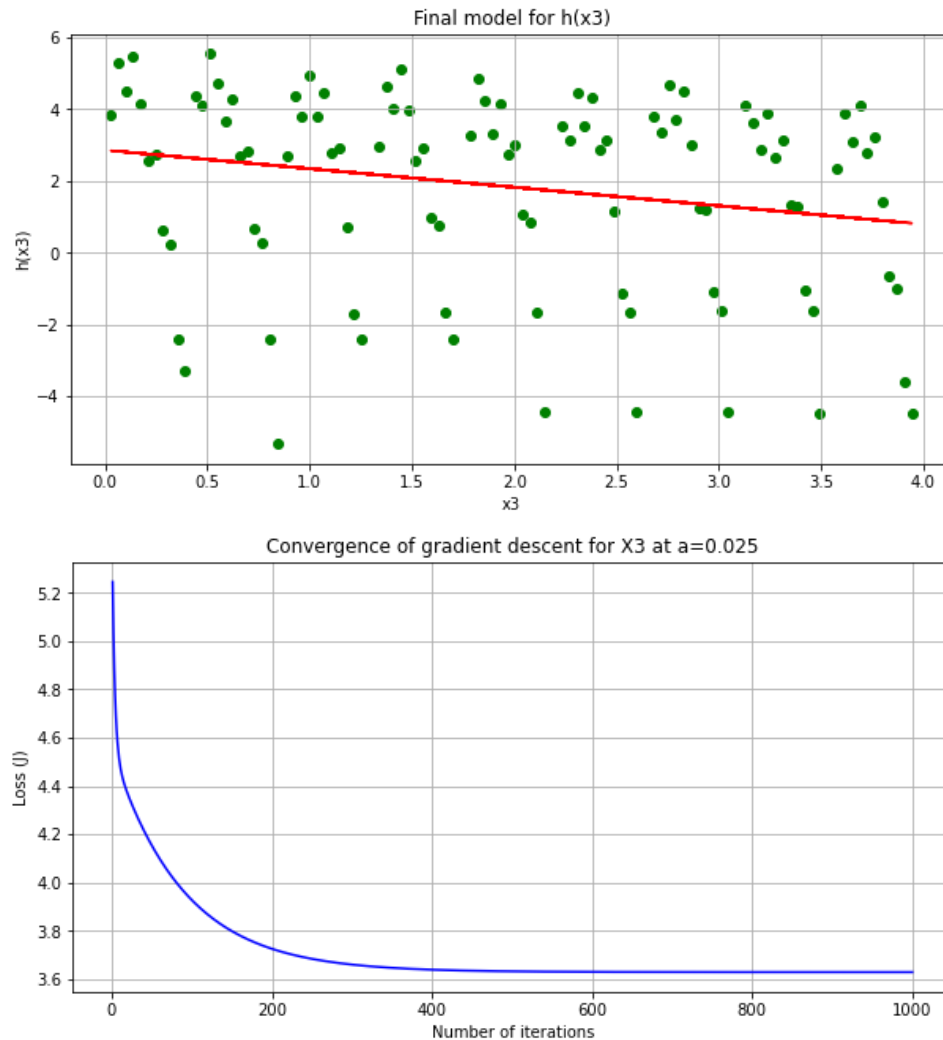 Final model for h(x3)
6
4
2
0
−2
−4
h(x3)
0.0 0.5 1.0 1.5 2.0 2.5 3.0 3.5 4.0
x3
Convergence of gradient descent for X3 at a=0.025
5.2
5.0
4.8
4.6
4.4
4.2
4.0
3.8
3.6
Loss (J)
0 200 400 600 800 1000
Number of iterations